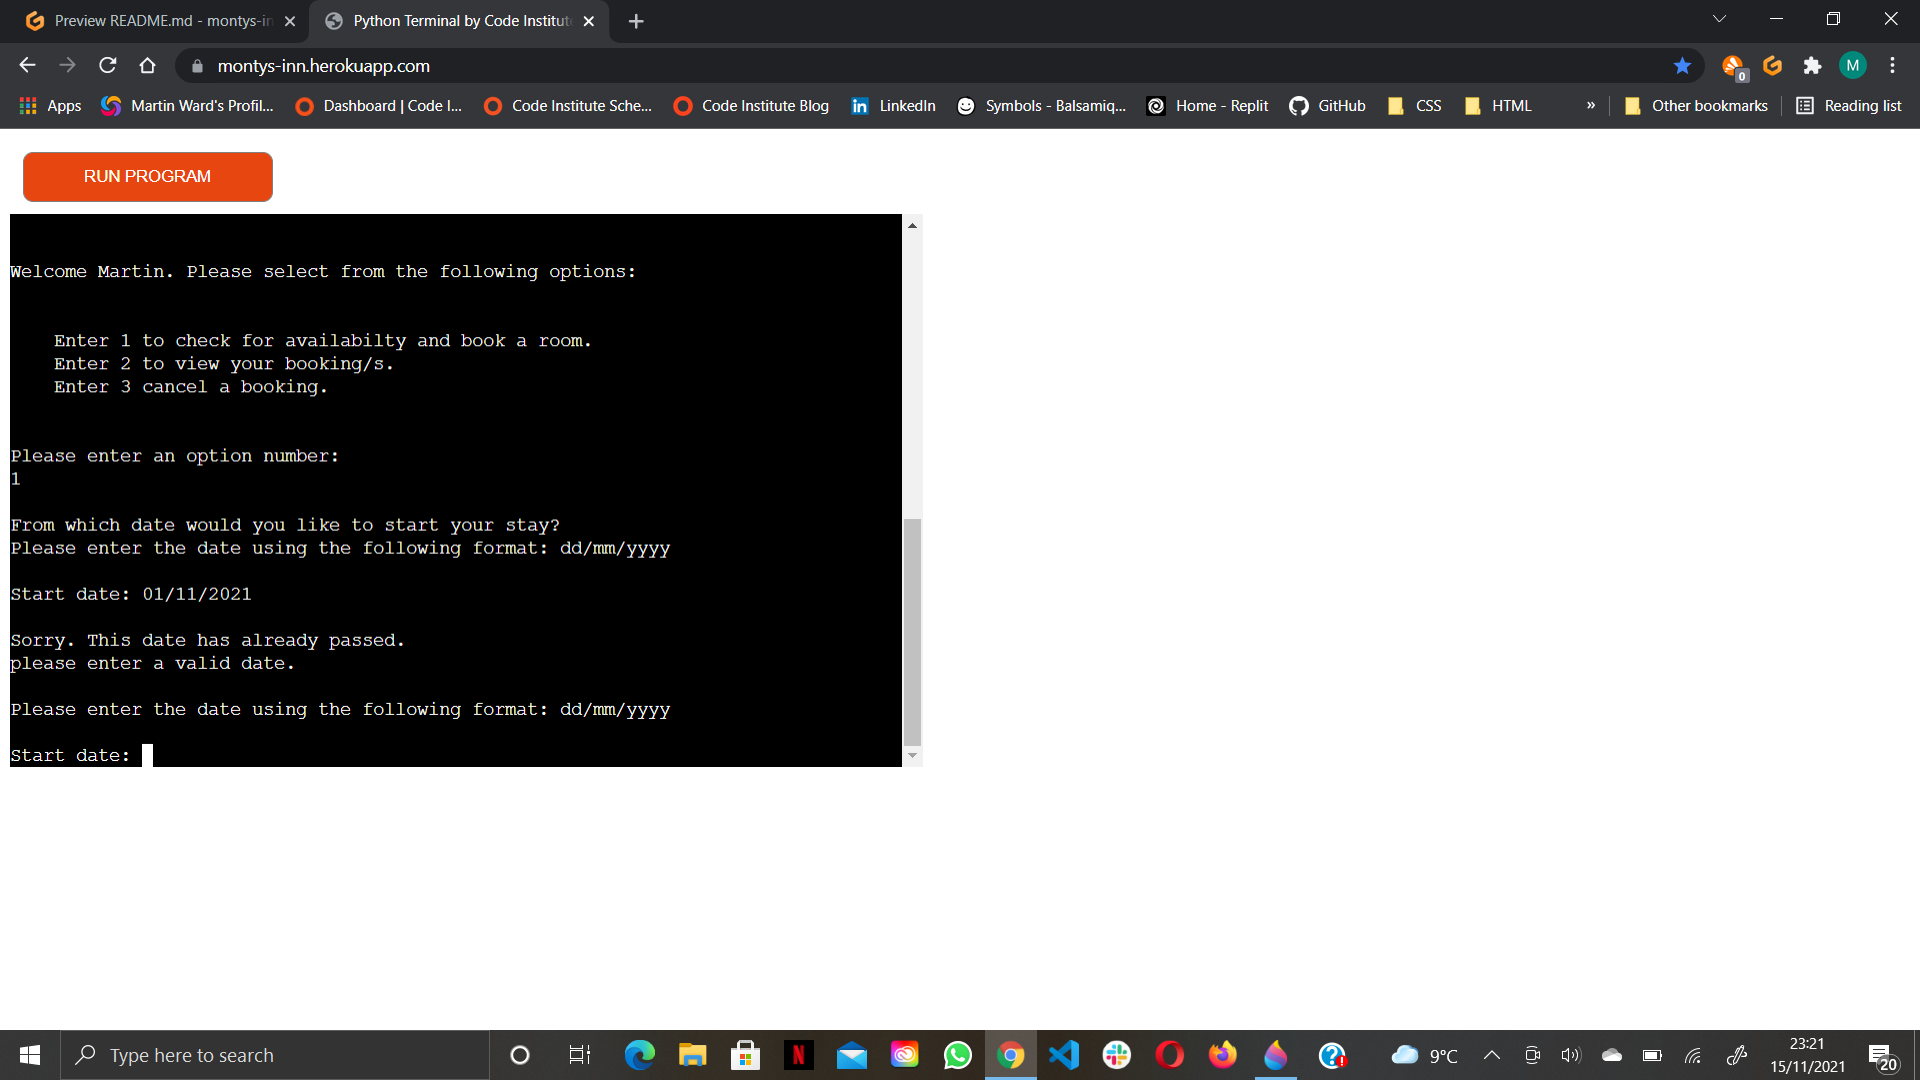 Preview README.md - montys-in
Python Terminal by Code Institut
montys-inn.herokuapp.com
0
M
Apps
Martin Ward's Profil...
Dashboard | Code I...
Code Institute Sche...
Code Institute Blog
LinkedIn
Symbols - Balsamiq...
Home - Replit
GitHub
CSS
HTML
»
Other bookmarks
Reading list
RUN PROGRAM
Welcome Martin. Please select from the following options:
Enter 1 to check for availabilty and book a room.
Enter 2 to view your booking/s.
Enter 3 cancel a booking.
Please enter an option number:
1
From which date would you like to start your stay?
Please enter the date using the following format: dd/mm/yyyy
Start date: 01/11/2021
Sorry. This date has already passed.
please enter a valid date.
Please enter the date using the following format: dd/mm/yyyy
Start date:
Type here to search
9°C
23:21
15/11/2021
20